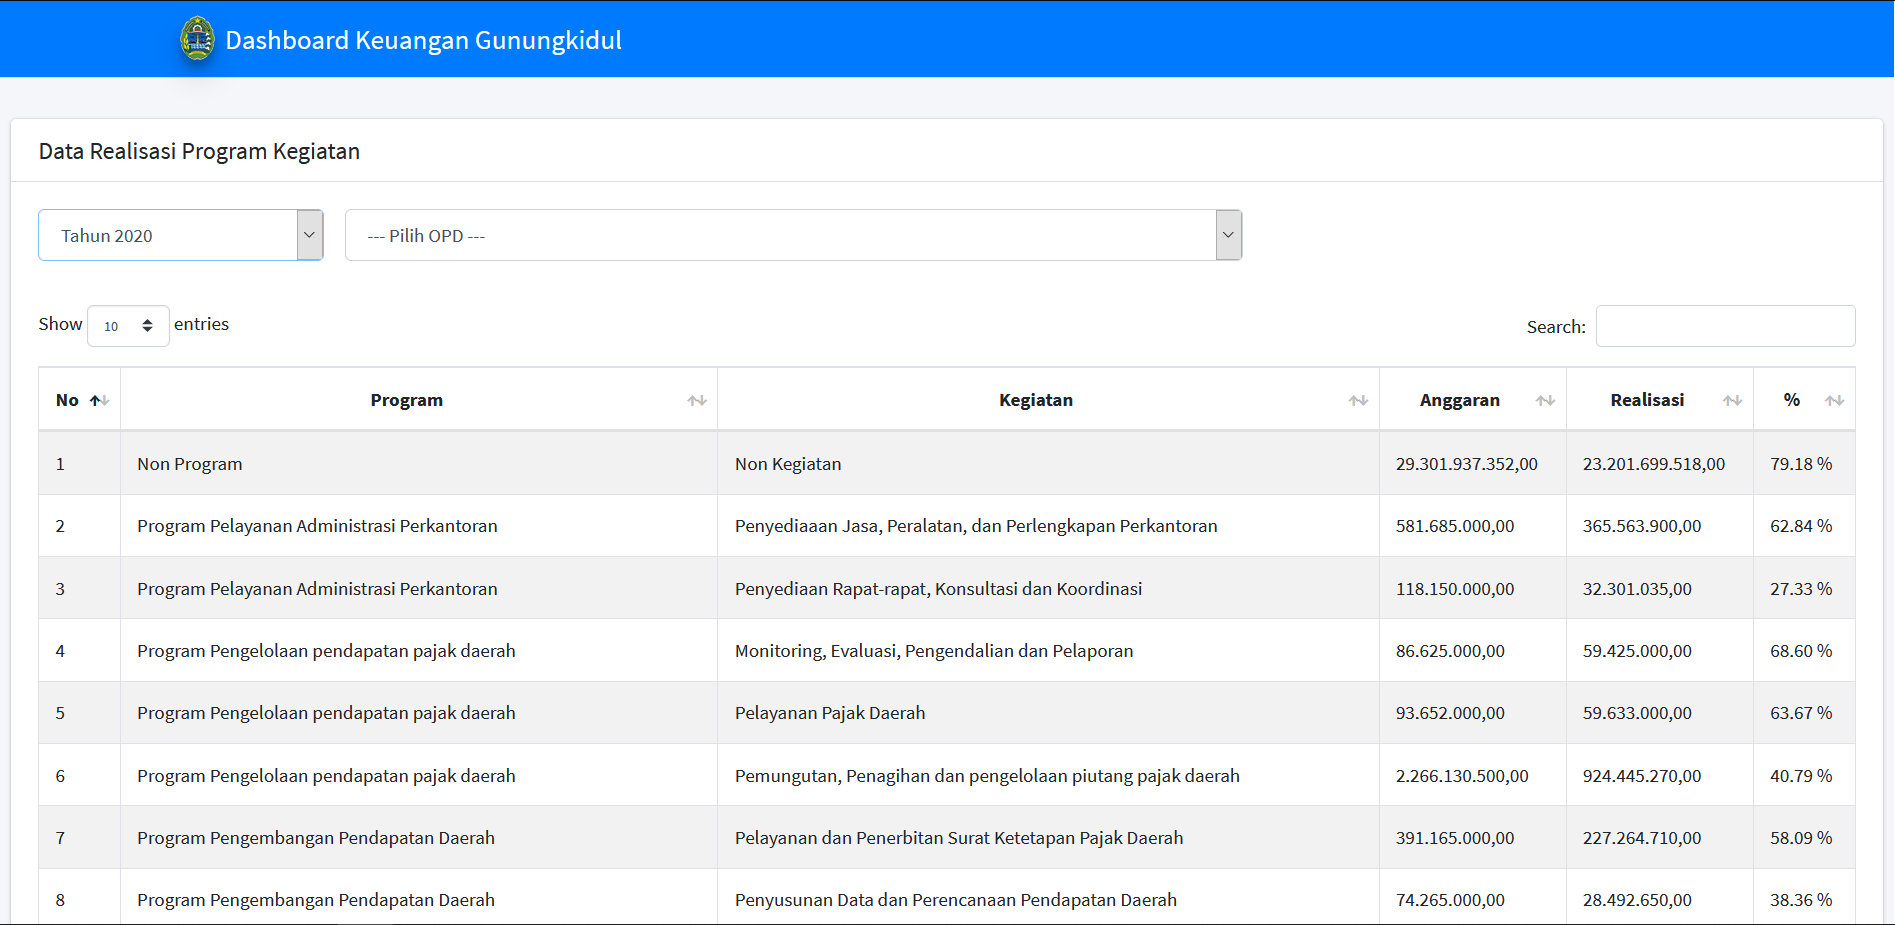 Dashboard Keuangan Gunungkidul
Data Realisasi Program Kegiatan
Tahun 2020 --- Pilih OPD ---
Show 10 entries Search:
No Program Kegiatan Anggaran Realisasi %
1 Non Program Non Kegiatan 29.301.937.352,00 23.201.699.518,00 79.18 %
2 Program Pelayanan Administrasi Perkantoran Penyediaaan Jasa, Peralatan, dan Perlengkapan Perkantoran 581.685.000,00 365.563.900,00 62.84 %
3 Program Pelayanan Administrasi Perkantoran Penyediaan Rapat-rapat, Konsultasi dan Koordinasi 118.150.000,00 32.301.035,00 27.33 %
4 Program Pengelolaan pendapatan pajak daerah Monitoring, Evaluasi, Pengendalian dan Pelaporan 86.625.000,00 59.425.000,00 68.60 %
5 Program Pengelolaan pendapatan pajak daerah Pelayanan Pajak Daerah 93.652.000,00 59.633.000,00 63.67 %
6 Program Pengelolaan pendapatan pajak daerah Pemungutan, Penagihan dan pengelolaan piutang pajak daerah 2.266.130.500,00 924.445.270,00 40.79 %
7 Program Pengembangan Pendapatan Daerah Pelayanan dan Penerbitan Surat Ketetapan Pajak Daerah 391.165.000,00 227.264.710,00 58.09 %
8 Program Pengembangan Pendapatan Daerah Penyusunan Data dan Perencanaan Pendapatan Daerah 74.265.000,00 28.492.650,00 38.36 %